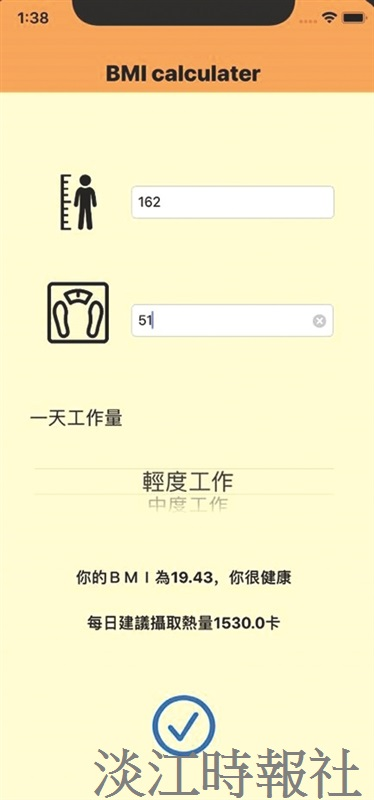 1:38
BMI calculater
162
51
一天工作量
輕度工作
中度工作
你的ＢＭＩ為19.43，你很健康
每日建議攝取熱量1530.0卡
淡江時報社